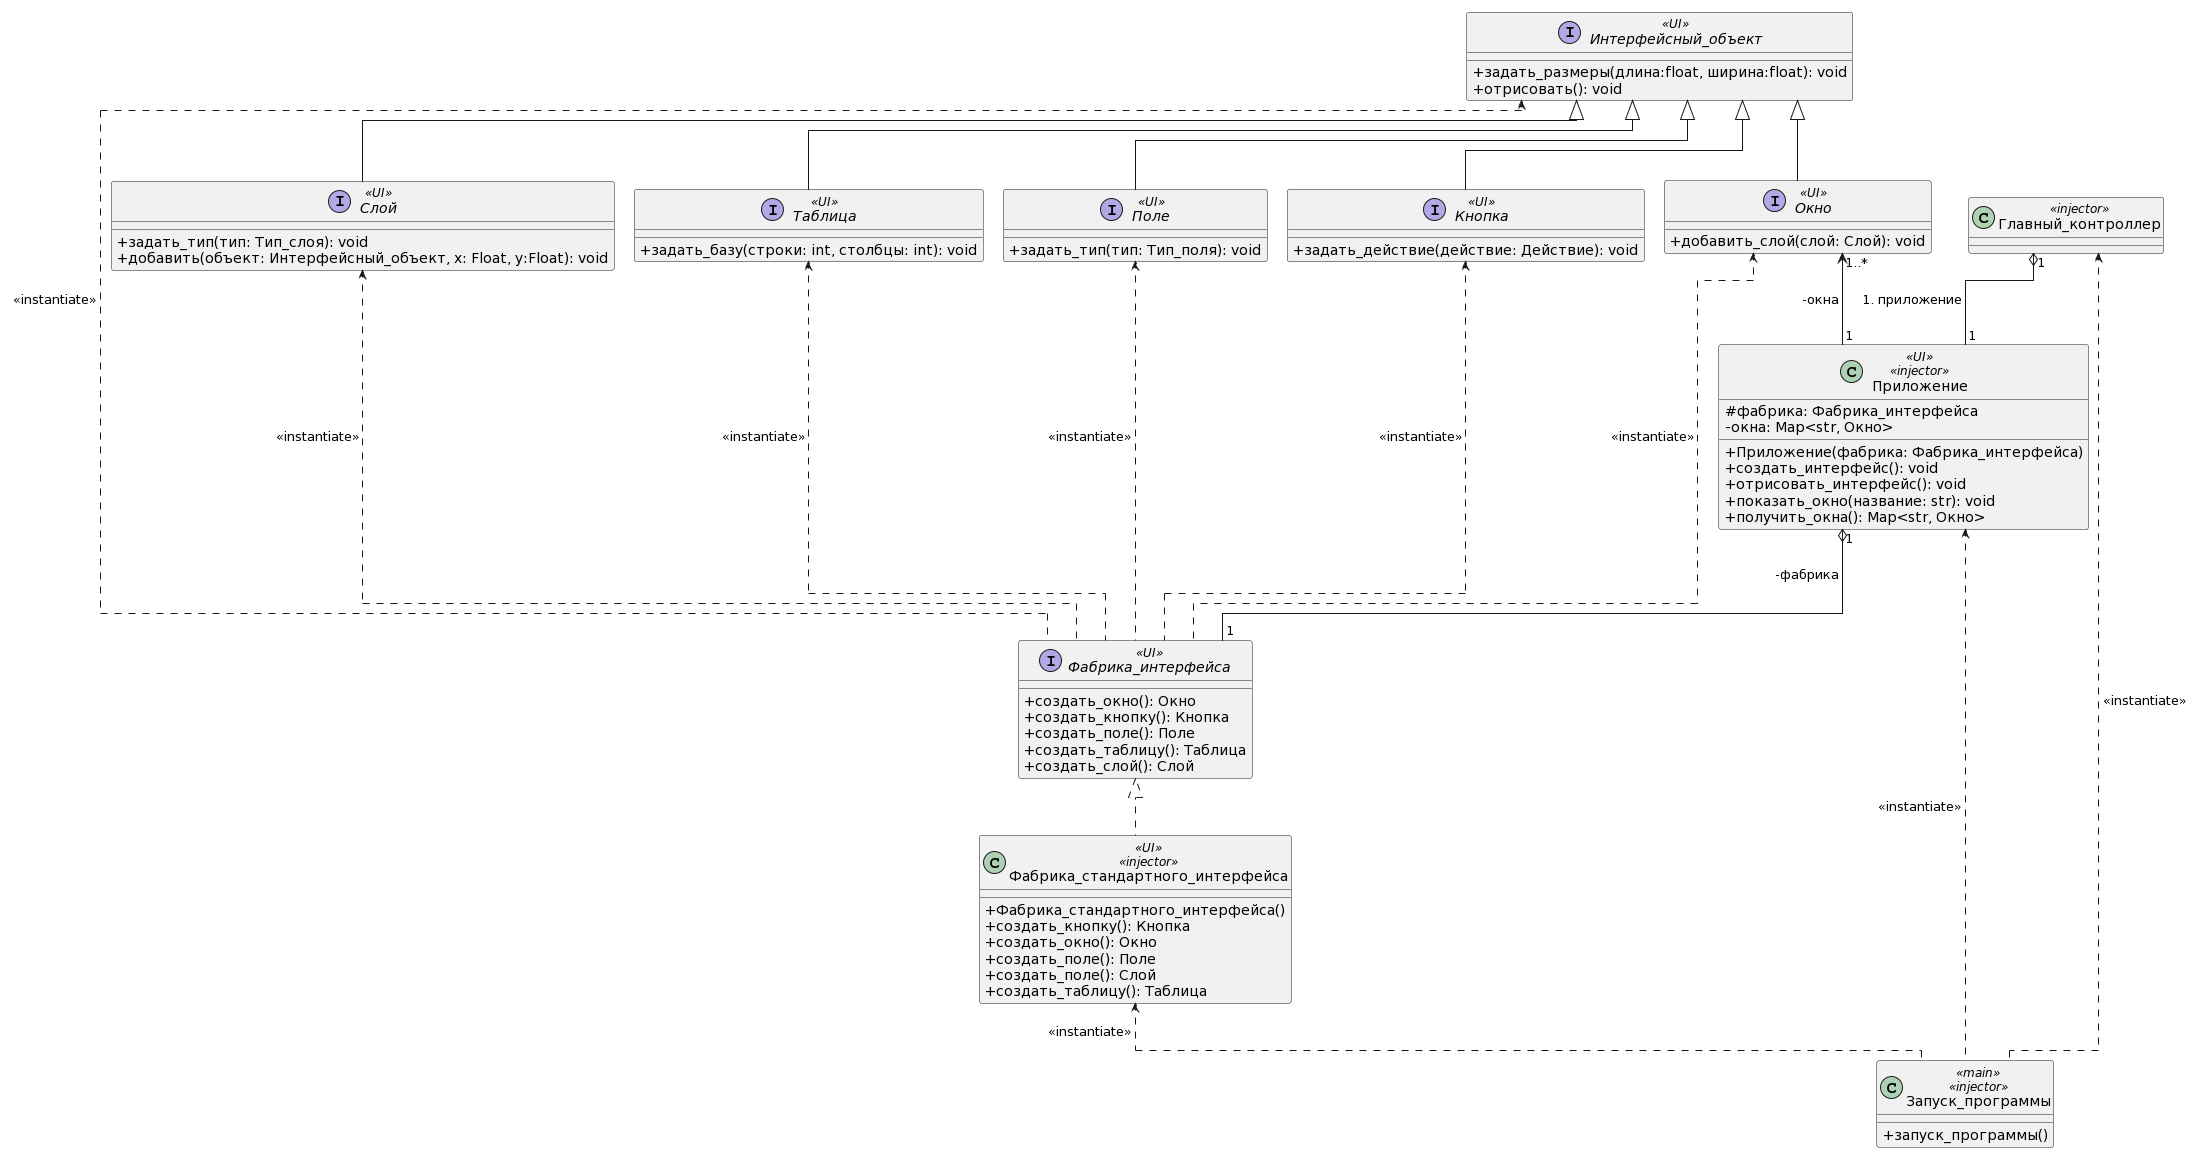 «UI»
Интерфейсный_объект
+задать_размеры(длина:float, ширина:float): void
+отрисовать(): void
«UI»
Слой
+задать_тип(тип: Тип_слоя): void
+добавить(объект: Интерфейсный_объект, x: Float, y:Float): void
«UI»
Таблица
+задать_базу(строки: int, столбцы: int): void
«UI»
Поле
+задать_тип(тип: Тип_поля): void
«UI»
Кнопка
+задать_действие(действие: Действие): void
«UI»
Окно
+добавить_слой(слой: Слой): void
«injector»
Главный_контроллер
1..*
1
«instantiate»
-окна
1. приложение
1
1
«UI»
«injector»
Приложение
#фабрика: Фабрика_интерфейса
-окна: Map<str, Окно>
+Приложение(фабрика: Фабрика_интерфейса)
+создать_интерфейс(): void
+отрисовать_интерфейс(): void
+показать_окно(название: str): void
+получить_окна(): Map<str, Окно>
«instantiate»
«instantiate»
«instantiate»
«instantiate»
«instantiate»
1
-фабрика
1
«UI»
Фабрика_интерфейса
+создать_окно(): Окно
+создать_кнопку(): Кнопка
+создать_поле(): Поле
+создать_таблицу(): Таблица
+создать_слой(): Слой
«instantiate»
«instantiate»
«UI»
«injector»
Фабрика_стандартного_интерфейса
+Фабрика_стандартного_интерфейса()
+создать_кнопку(): Кнопка
+создать_окно(): Окно
+создать_поле(): Поле
+создать_поле(): Слой
+создать_таблицу(): Таблица
«instantiate»
«main»
«injector»
Запуск_программы
+запуск_программы()